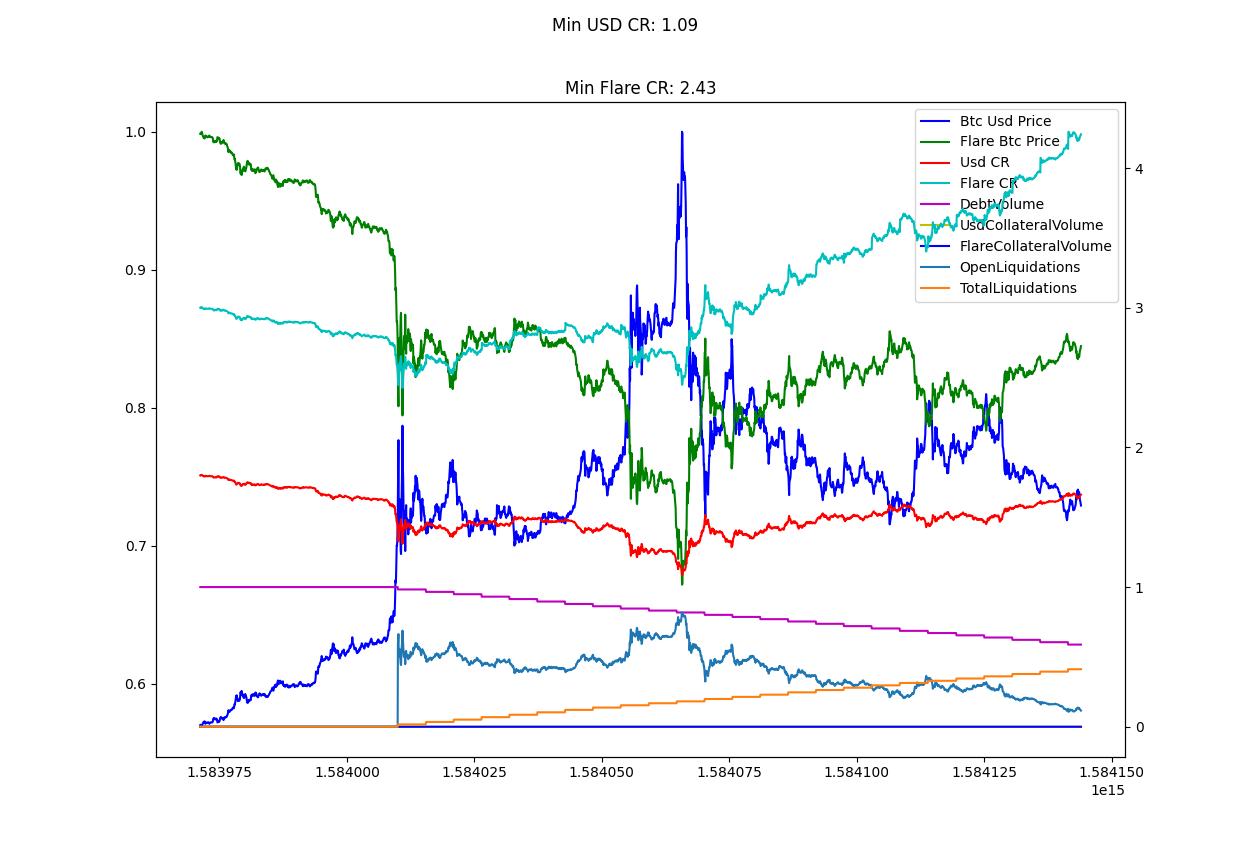 Min USD CR: 1.09
Min Flare CR: 2.43
1.0
0.9
0.8
0.7
0.6
Btc Usd Price
Flare Btc Price
Usd CR
Flare CR
DebtVolume
UsdCollateralVolume
FlareCollateralVolume
OpenLiquidations
TotalLiquidations
4
3
2
1
0
1.583975 1.584000 1.584025 1.584050 1.584075 1.584100 1.584125 1.584150
1e15